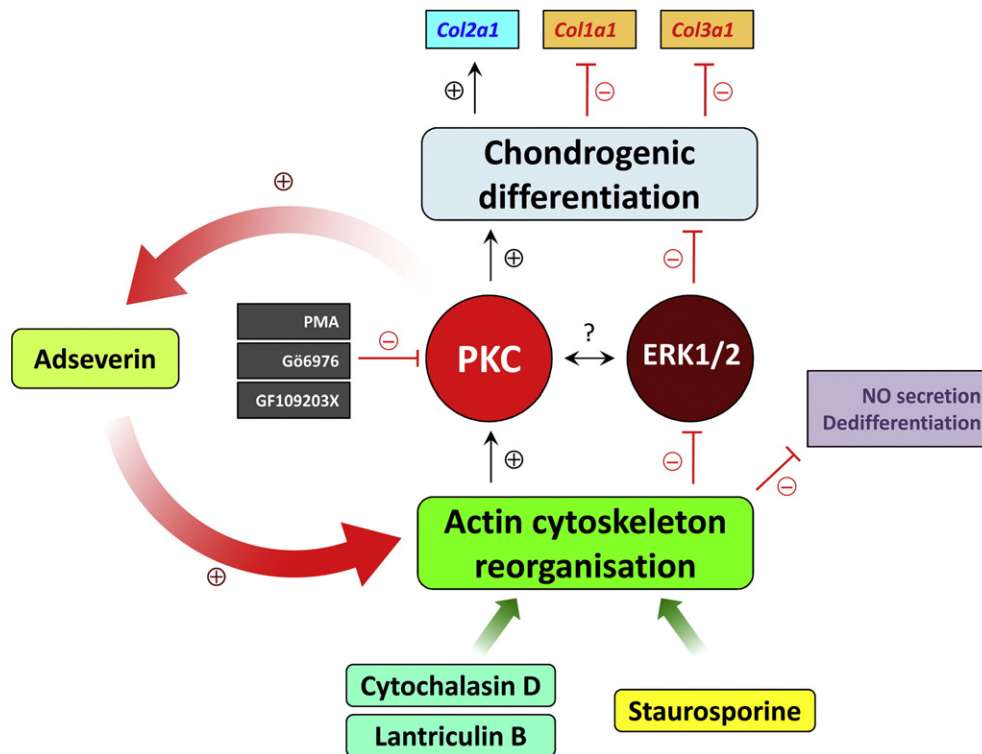 Col2a1 Col1a1 Col3a1
⊕ ⊖ ⊖
Chondrogenic
differentiation
⊕
⊕ ⊖
PMA
Gö6976
GF109203X
⊖
Adseverin
PKC
?
ERK1/2
NO secretion
Dedifferentiation
⊕ ⊖
⊖
Actin cytoskeleton
reorganisation
⊕
Cytochalasin D
Lantriculin B
Staurosporine